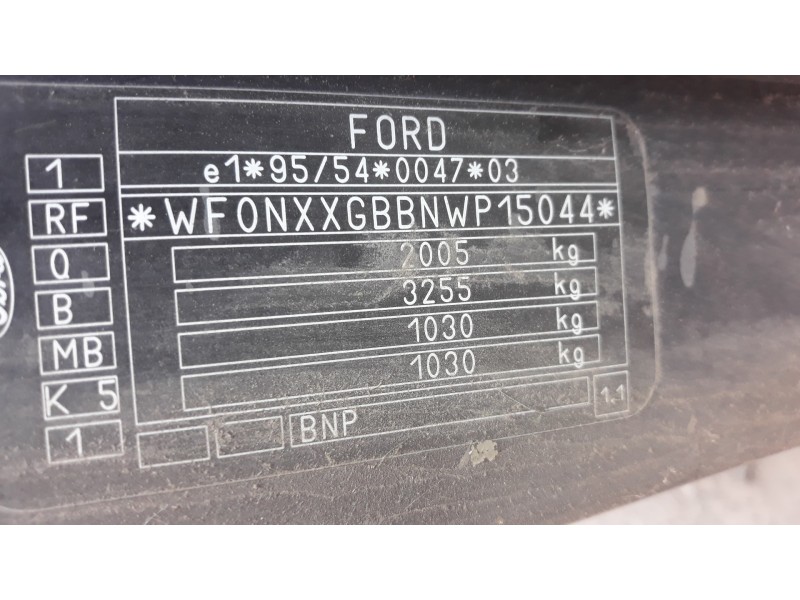 FORD
1 e1*95/54*0047*03
RF *WF0NXXGBBNWP15044*
Q 2005 kg
B 3255 kg
MB 1030 kg
K 5 1030 kg
1.1
1 BNP